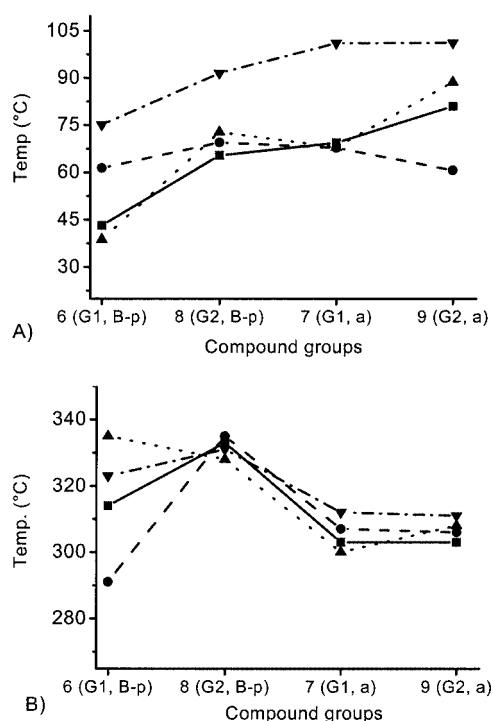 105
90
75
60
45
30
Temp (°C)
6 (G1, B-p) 8 (G2, B-p) 7 (G1, a) 9 (G2, a)
A)
Compound groups
340
320
300
280
Temp. (°C)
6 (G1, B-p) 8 (G2, B-p) 7 (G1, a) 9 (G2, a)
B)
Compound groups